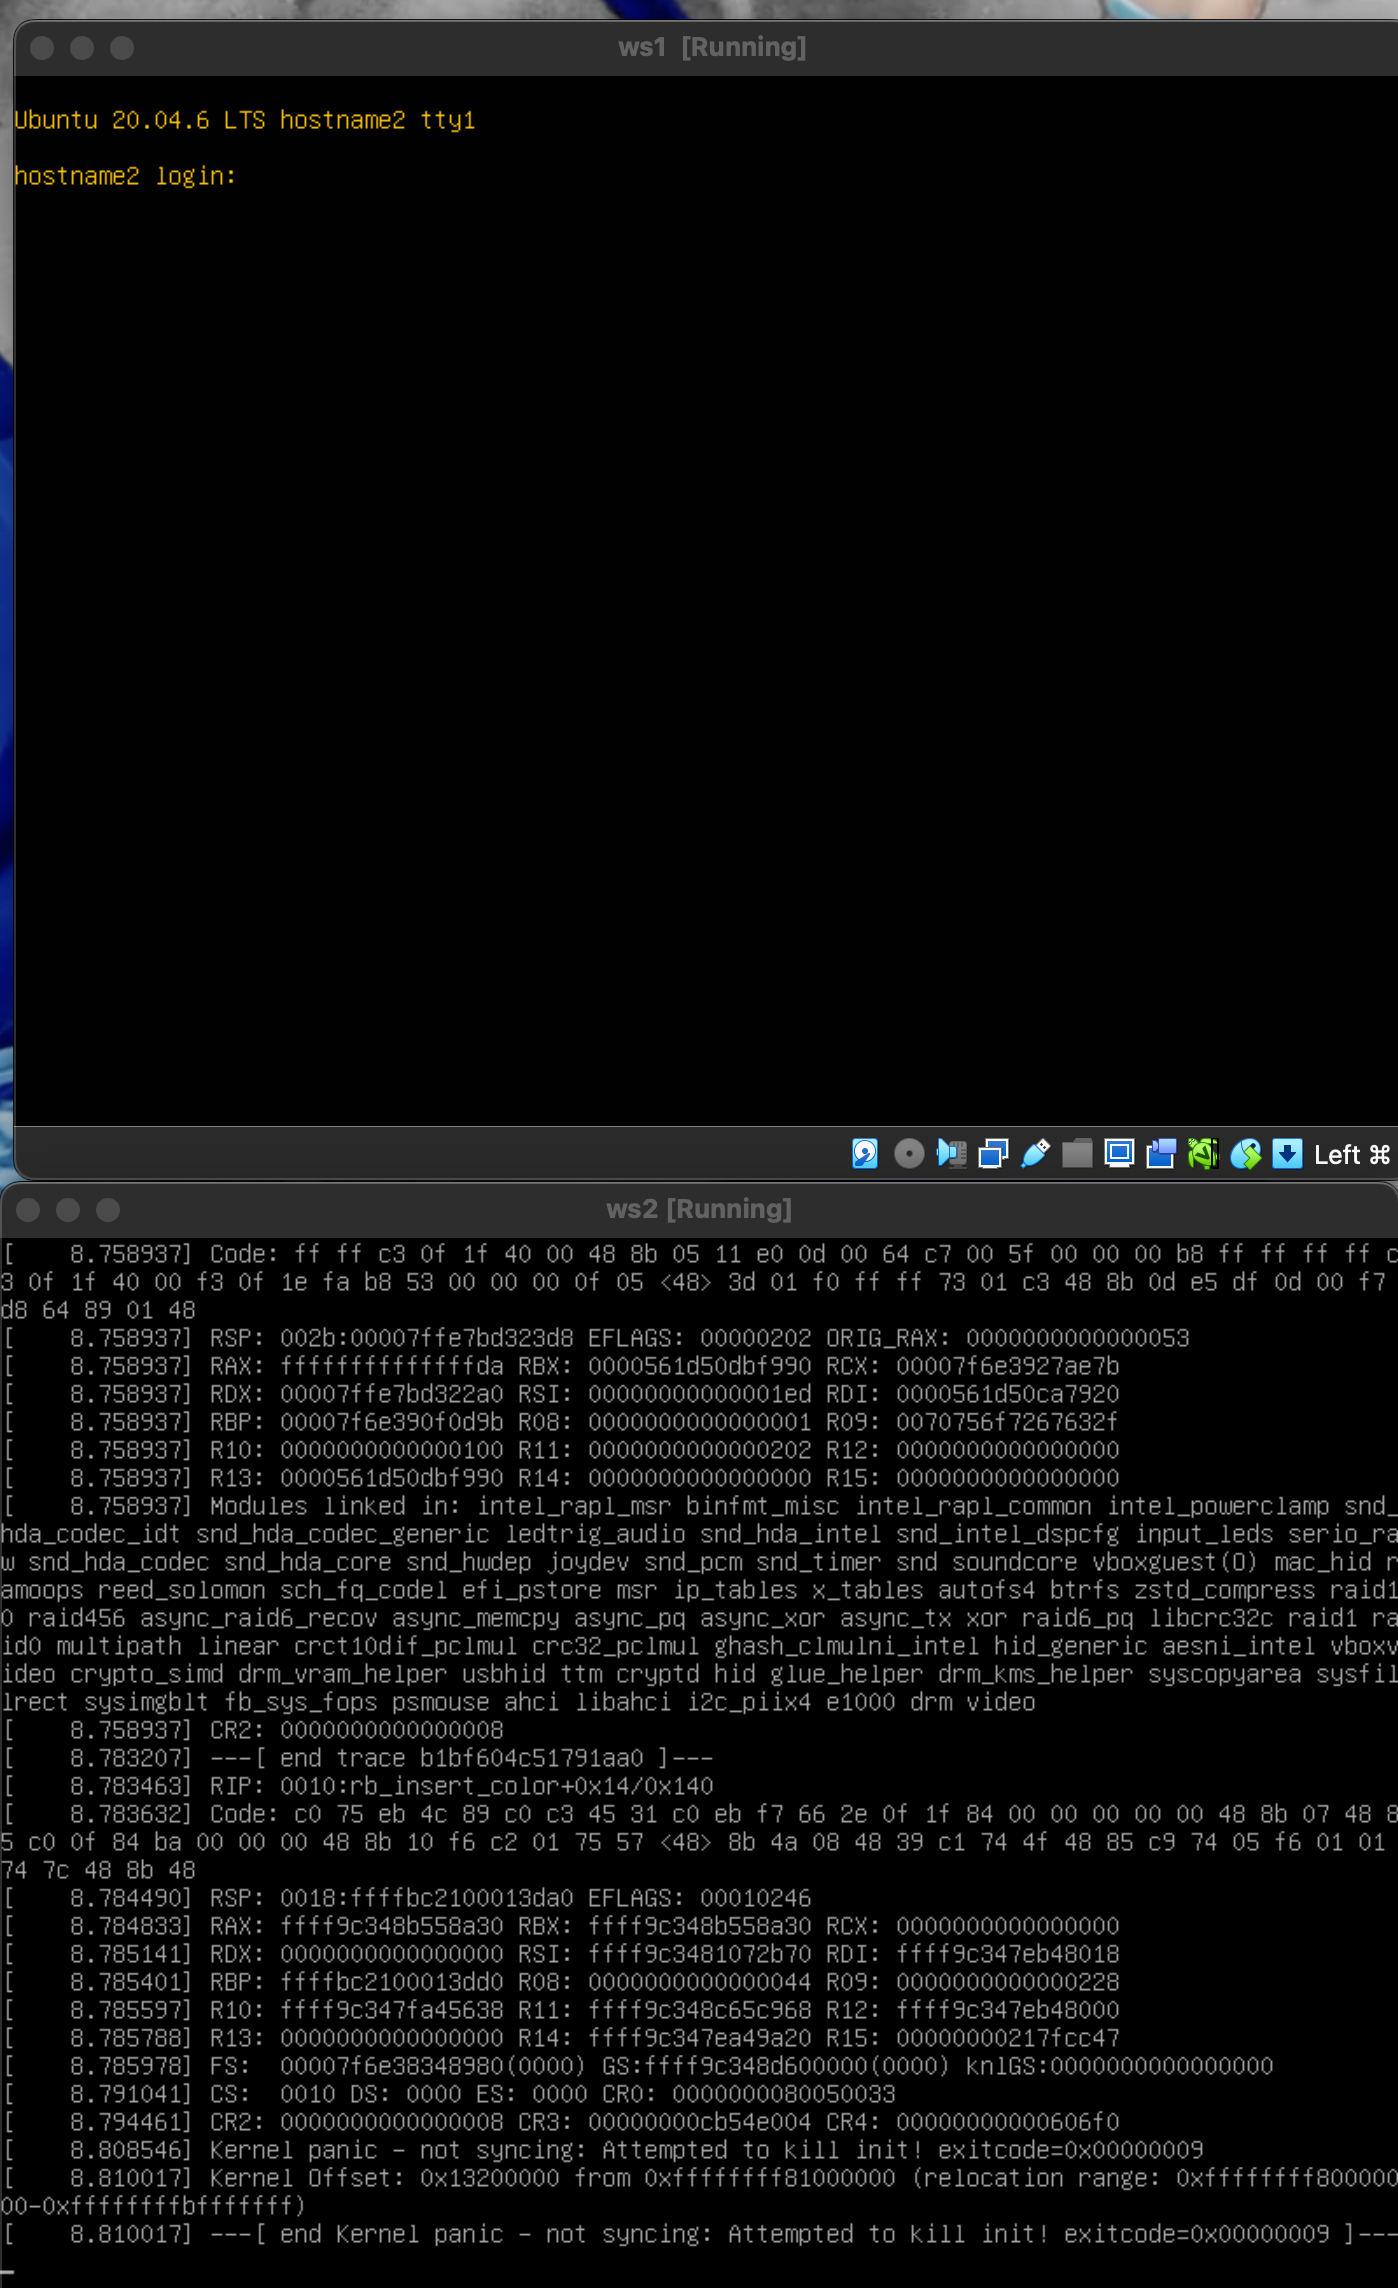 ws1 [Running]
Ubuntu 20.04.6 LTS hostname2 tty1
hostname2 login:
Left ⌘
ws2 [Running]
[    8.758937] Code: ff ff c3 0f 1f 40 00 48 8b 05 11 e0 0d 00 64 c7 00 5f 00 00 00 b8 ff ff ff ff c
3 0f 1f 40 00 f3 0f 1e fa b8 53 00 00 00 0f 05 <48> 3d 01 f0 ff ff 73 01 c3 48 8b 0d e5 df 0d 00 f7
d8 64 89 01 48
[    8.758937] RSP: 002b:00007ffe7bd323d8 EFLAGS: 00000202 ORIG_RAX: 0000000000000053
[    8.758937] RAX: ffffffffffffffda RBX: 0000561d50dbf990 RCX: 00007f6e3927ae7b
[    8.758937] RDX: 00007ffe7bd322a0 RSI: 00000000000001ed RDI: 0000561d50ca7920
[    8.758937] RBP: 00007f6e390f0d9b R08: 0000000000000001 R09: 0070756f7267632f
[    8.758937] R10: 0000000000000100 R11: 0000000000000202 R12: 0000000000000000
[    8.758937] R13: 0000561d50dbf990 R14: 0000000000000000 R15: 0000000000000000
[    8.758937] Modules linked in: intel_rapl_msr binfmt_misc intel_rapl_common intel_powerclamp snd_
hda_codec_idt snd_hda_codec_generic ledtrig_audio snd_hda_intel snd_intel_dspcfg input_leds serio_ra
w snd_hda_codec snd_hda_core snd_hwdep joydev snd_pcm snd_timer snd soundcore vboxguest(O) mac_hid r
amoops reed_solomon sch_fq_codel efi_pstore msr ip_tables x_tables autofs4 btrfs zstd_compress raid1
0 raid456 async_raid6_recov async_memcpy async_pq async_xor async_tx xor raid6_pq libcrc32c raid1 ra
id0 multipath linear crct10dif_pclmul crc32_pclmul ghash_clmulni_intel hid_generic aesni_intel vboxv
ideo crypto_simd drm_vram_helper usbhid ttm cryptd hid glue_helper drm_kms_helper syscopyarea sysfil
lrect sysimgblt fb_sys_fops psmouse ahci libahci i2c_piix4 e1000 drm video
[    8.758937] CR2: 0000000000000008
[    8.783207] ---[ end trace b1bf604c51791aa0 ]---
[    8.783463] RIP: 0010:rb_insert_color+0x14/0x140
[    8.783632] Code: c0 75 eb 4c 89 c0 c3 45 31 c0 eb f7 66 2e 0f 1f 84 00 00 00 00 00 48 8b 07 48 8
5 c0 0f 84 ba 00 00 00 48 8b 10 f6 c2 01 75 57 <48> 8b 4a 08 48 39 c1 74 4f 48 85 c9 74 05 f6 01 01
74 7c 48 8b 48
[    8.784490] RSP: 0018:ffffbc2100013da0 EFLAGS: 00010246
[    8.784833] RAX: ffff9c348b558a30 RBX: ffff9c348b558a30 RCX: 0000000000000000
[    8.785141] RDX: 0000000000000000 RSI: ffff9c3481072b70 RDI: ffff9c347eb48018
[    8.785401] RBP: ffffbc2100013dd0 R08: 0000000000000044 R09: 0000000000000228
[    8.785597] R10: ffff9c347fa45638 R11: ffff9c348c65c968 R12: ffff9c347eb48000
[    8.785788] R13: 0000000000000000 R14: ffff9c347ea49a20 R15: 00000000217fcc47
[    8.785978] FS:  00007f6e38348980(0000) GS:ffff9c348d600000(0000) knlGS:0000000000000000
[    8.791041] CS:  0010 DS: 0000 ES: 0000 CR0: 0000000080050033
[    8.794461] CR2: 0000000000000008 CR3: 00000000cb54e004 CR4: 00000000000606f0
[    8.808546] Kernel panic - not syncing: Attempted to kill init! exitcode=0x00000009
[    8.810017] Kernel Offset: 0x13200000 from 0xffffffff81000000 (relocation range: 0xffffffff800000
00-0xffffffffbfffffff)
[    8.810017] ---[ end Kernel panic - not syncing: Attempted to kill init! exitcode=0x00000009 ]---